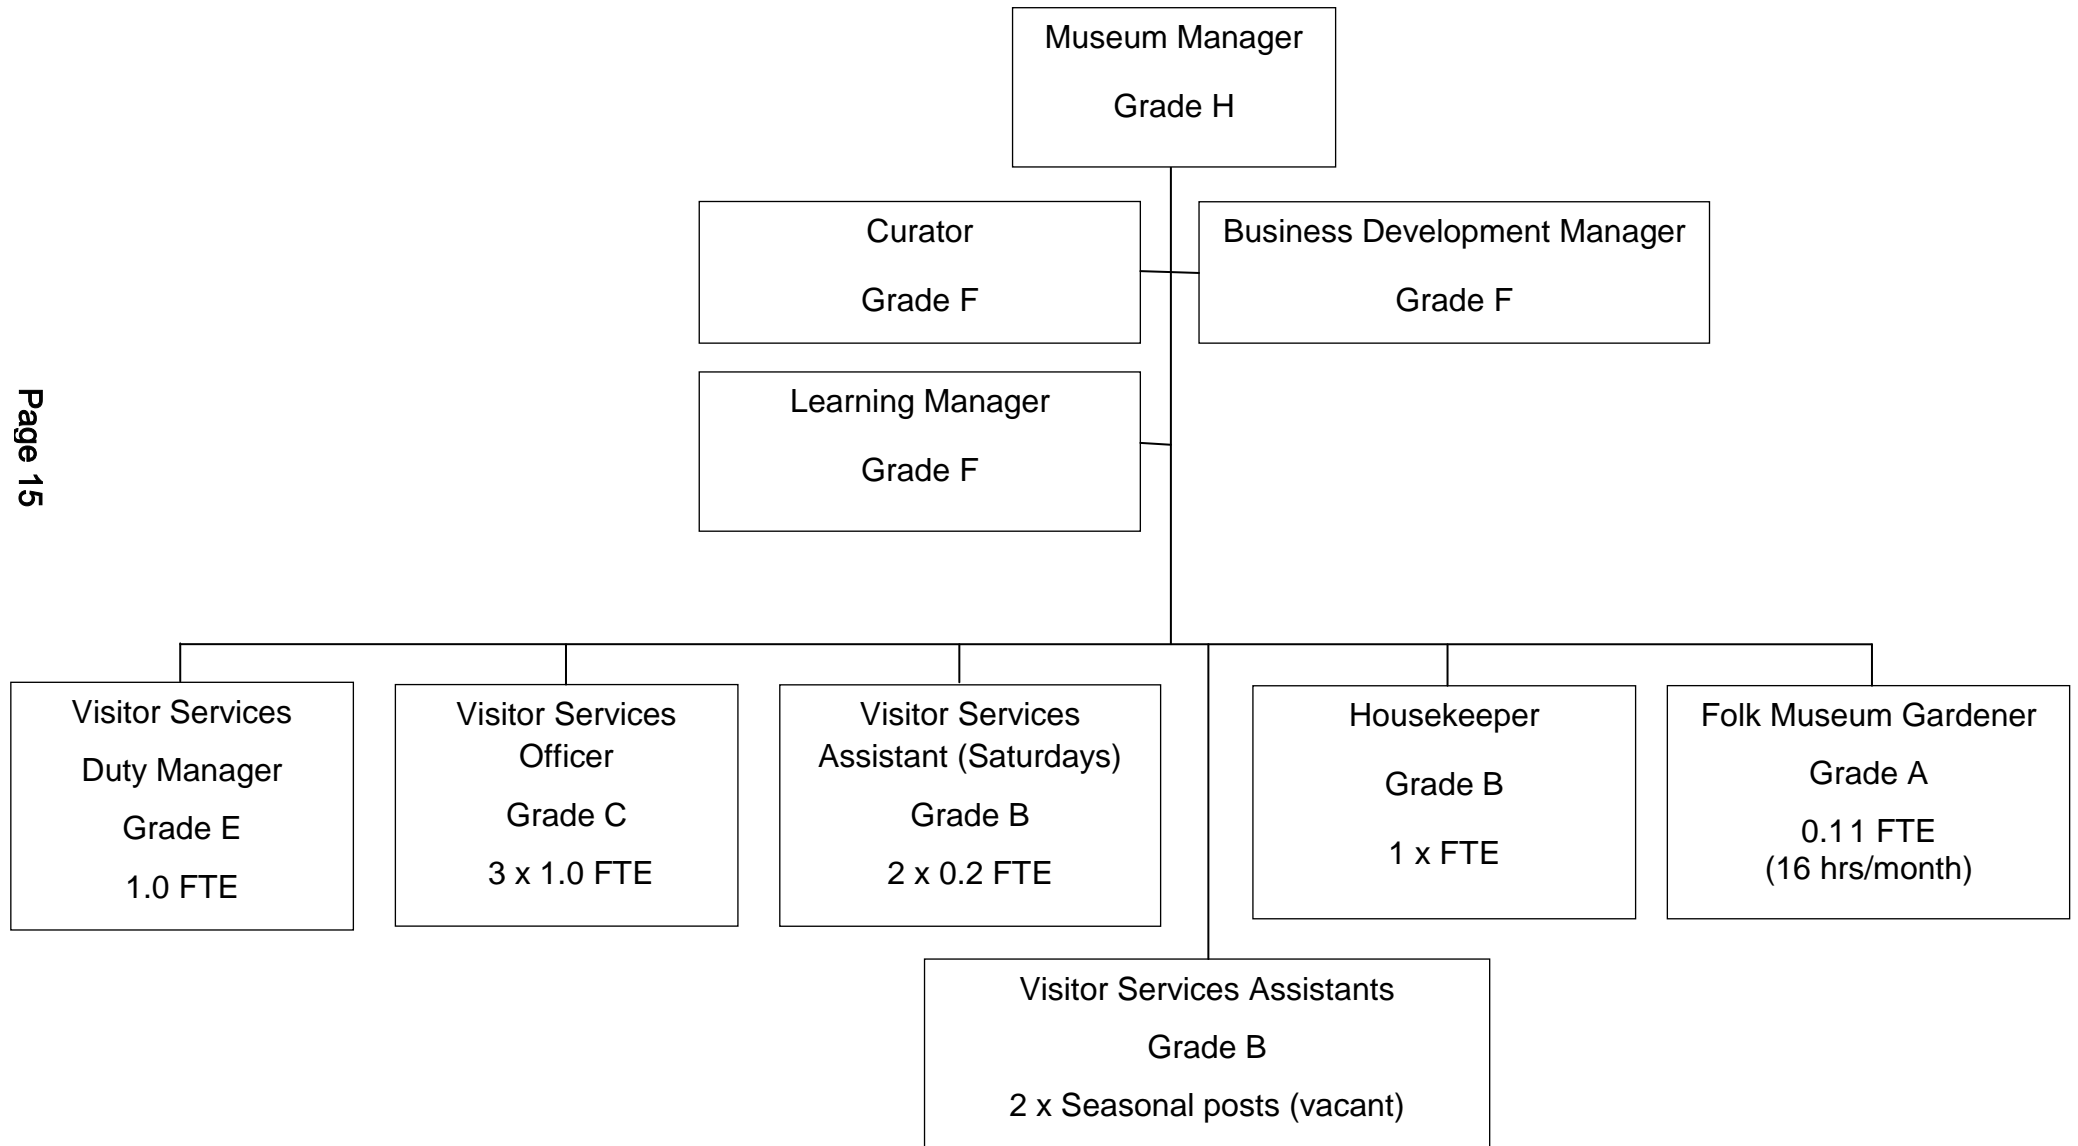 Museum Manager
Grade H
Curator
Grade F
Business Development Manager
Grade F
Learning Manager
Grade F
Page 15
Visitor Services
Duty Manager
Grade E
1.0 FTE
Visitor Services
Officer
Grade C
3 x 1.0 FTE
Visitor Services
Assistant (Saturdays)
Grade B
2 x 0.2 FTE
Housekeeper
Grade B
1 x FTE
Folk Museum Gardener
Grade A
0.11 FTE
(16 hrs/month)
Visitor Services Assistants
Grade B
2 x Seasonal posts (vacant)